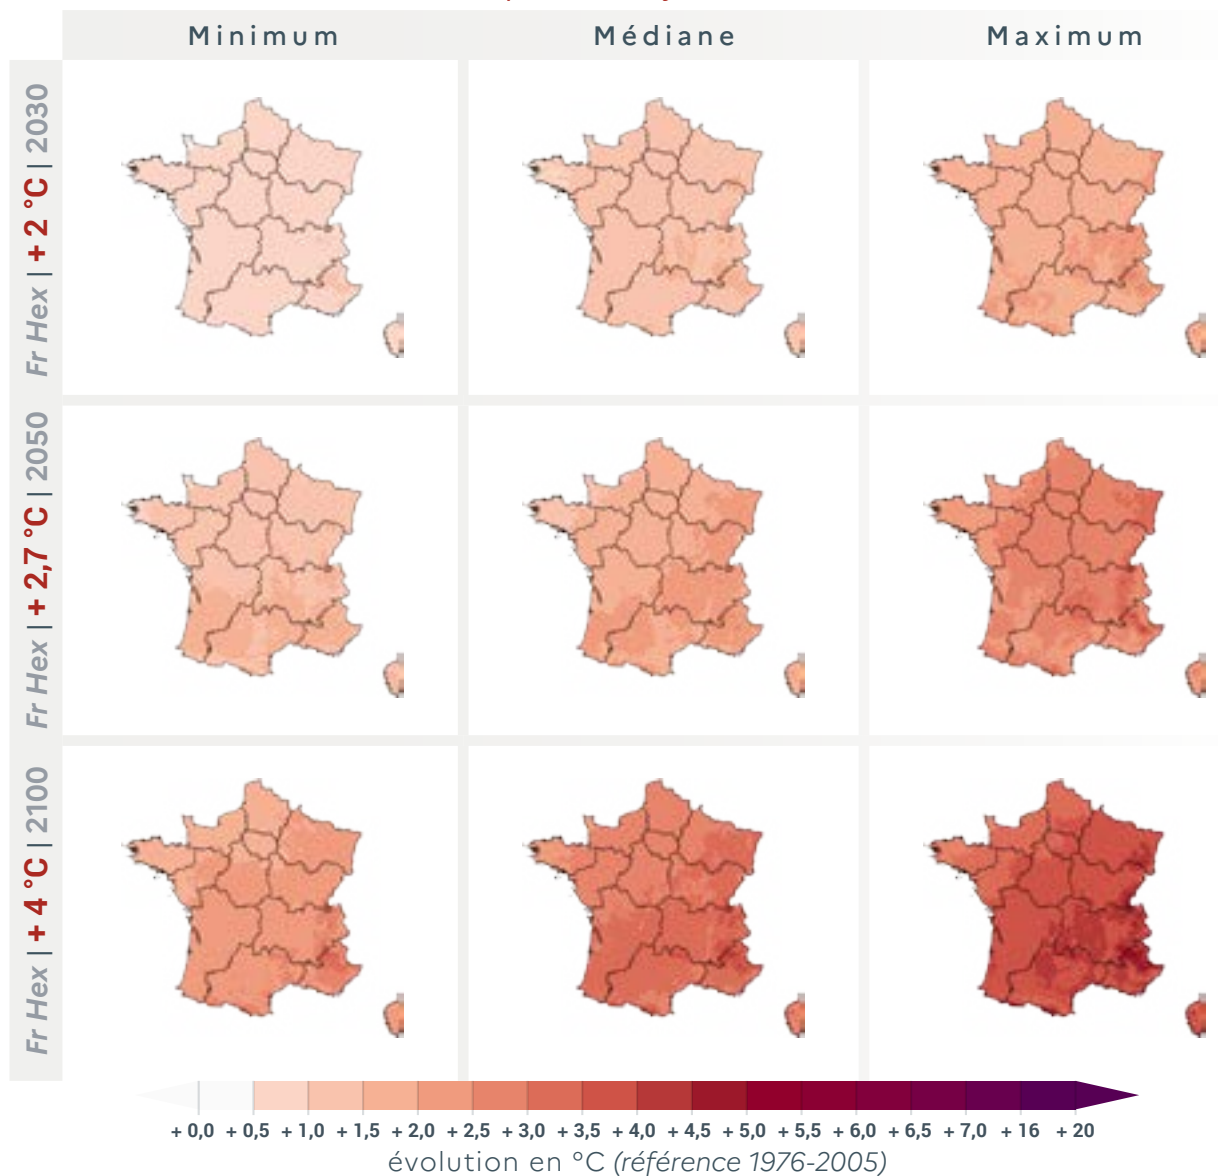 Minimum Médiane Maximum
Fr Hex | + 2 °C | 2030
Fr Hex | + 2,7 °C | 2050
Fr Hex | + 4 °C | 2100
+ 0,0 + 0,5 + 1,0 + 1,5 + 2,0 + 2,5 + 3,0 + 3,5 + 4,0 + 4,5 + 5,0 + 5,5 + 6,0 + 6,5 + 7,0 + 16 + 20
évolution en °C (référence 1976-2005)